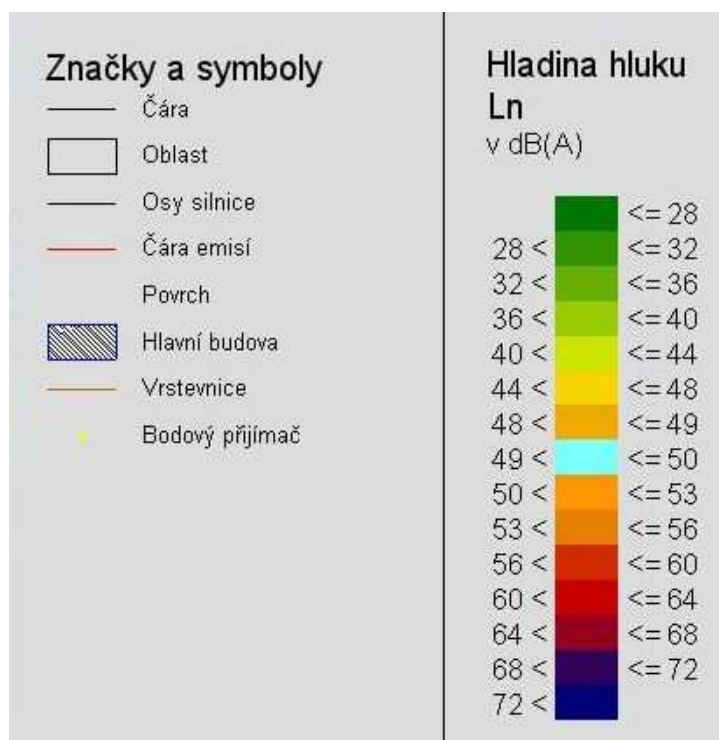 Značky a symboly
Čára
Oblast
Osy silnice
Čára emisí
Povrch
Hlavní budova
Vrstevnice
Bodový přijímač
Hladina hluku
Ln
v dB(A)
<= 28
28 < <= 32
32 < <= 36
36 < <= 40
40 < <= 44
44 < <= 48
48 < <= 49
49 < <= 50
50 < <= 53
53 < <= 56
56 < <= 60
60 < <= 64
64 < <= 68
68 < <= 72
72 <